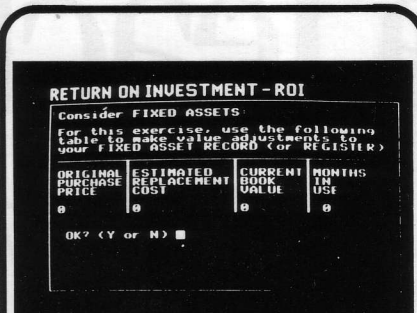 RETURN ON INVESTMENT - ROI
Consider FIXED ASSETS:
For this exercise, use the following
table to make value adjustments to
your FIXED ASSET RECORD (or REGISTER)
ORIGINAL PURCHASE PRICE
ESTIMATED REPLACEMENT COST
CURRENT BOOK VALUE
MONTHS IN USE
0 0 0 0
OK? (Y or N)